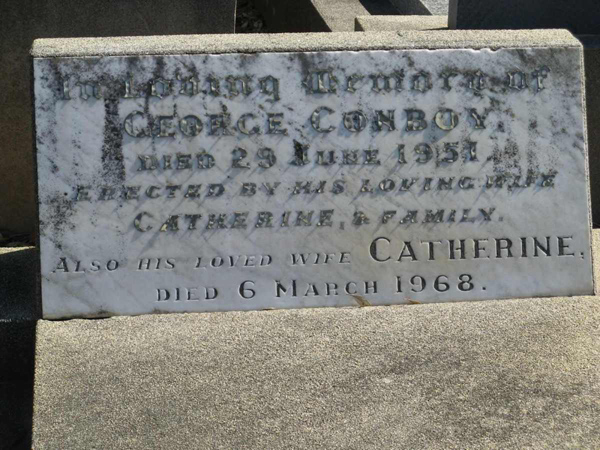 In Loving Memory of
GEORGE CONBOY.
DIED 29 JUNE 1951.
ERECTED BY HIS LOVING WIFE
CATHERINE, & FAMILY.
ALSO HIS LOVED WIFE CATHERINE,
DIED 6 MARCH 1968.